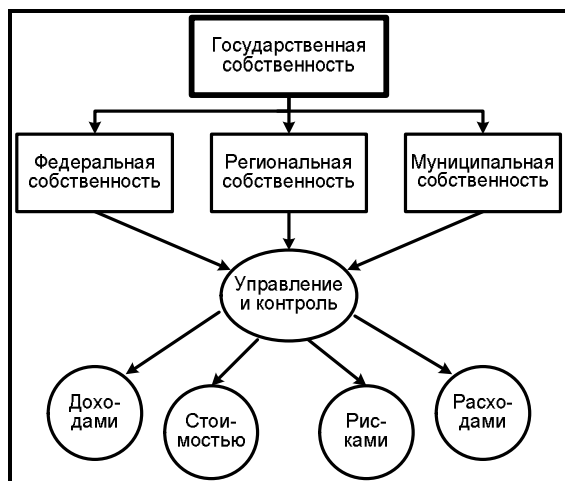 Государственная
собственность
Федеральная
собственность
Региональная
собственность
Муниципальная
собственность
Управление
и контроль
Дохо-
дами
Стои-
мостью
Рис-
ками
Расхо-
дами